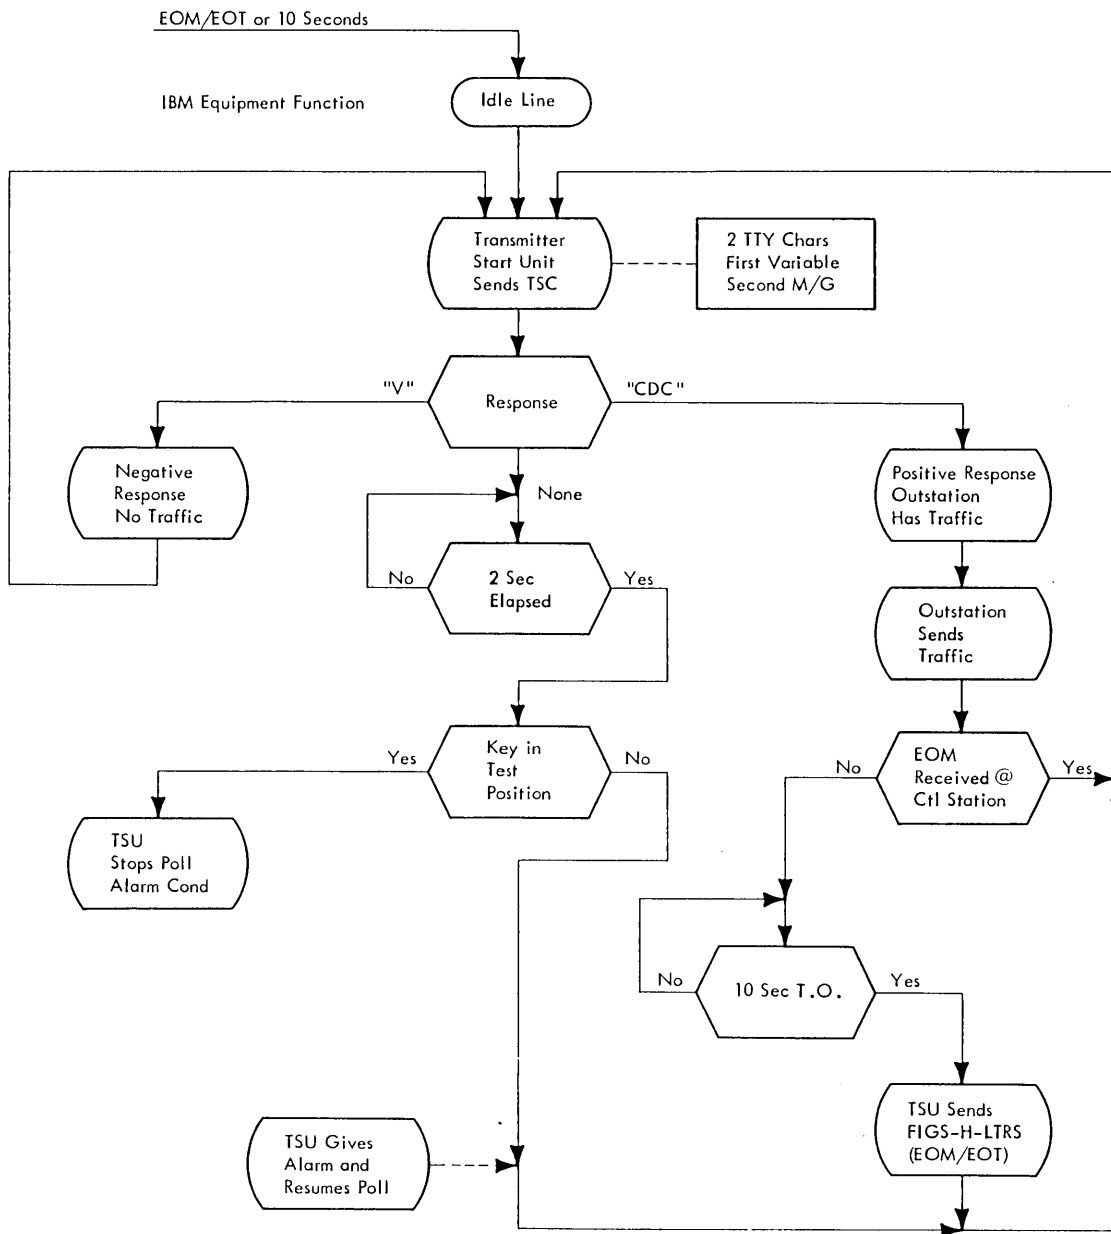 EOM/EOT or 10 Seconds
IBM Equipment Function
Idle Line
Transmitter
Start Unit
Sends TSC
2 TTY Chars
First Variable
Second M/G
"V"
Response
"CDC"
Negative
Response
No Traffic
None
Positive Response
Outstation
Has Traffic
No
2 Sec
Elapsed
Yes
Outstation
Sends
Traffic
Yes
Key in
Test
Position
No
No
EOM
Received @
Ctl Station
Yes
TSU
Stops Poll
Alarm Cond
No
10 Sec T.O.
Yes
TSU Gives
Alarm and
Resumes Poll
TSU Sends
FIGS-H-LTRS
(EOM/EOT)